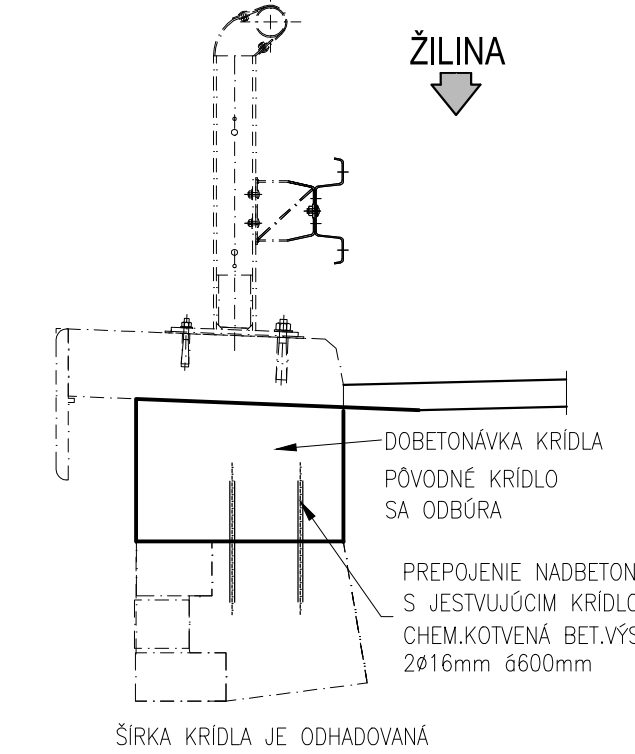 ŽILINA
DOBETONÁVKA KRÍDLA
PÔVODNÉ KRÍDLO
SA ODBÚRA
PREPOJENIE NADBETON
S JESTVUJÚCIM KRÍDLO
CHEM.KOTVENÁ BET.VÝS
2ø16mm á600mm
ŠÍRKA KRÍDLA JE ODHADOVANÁ